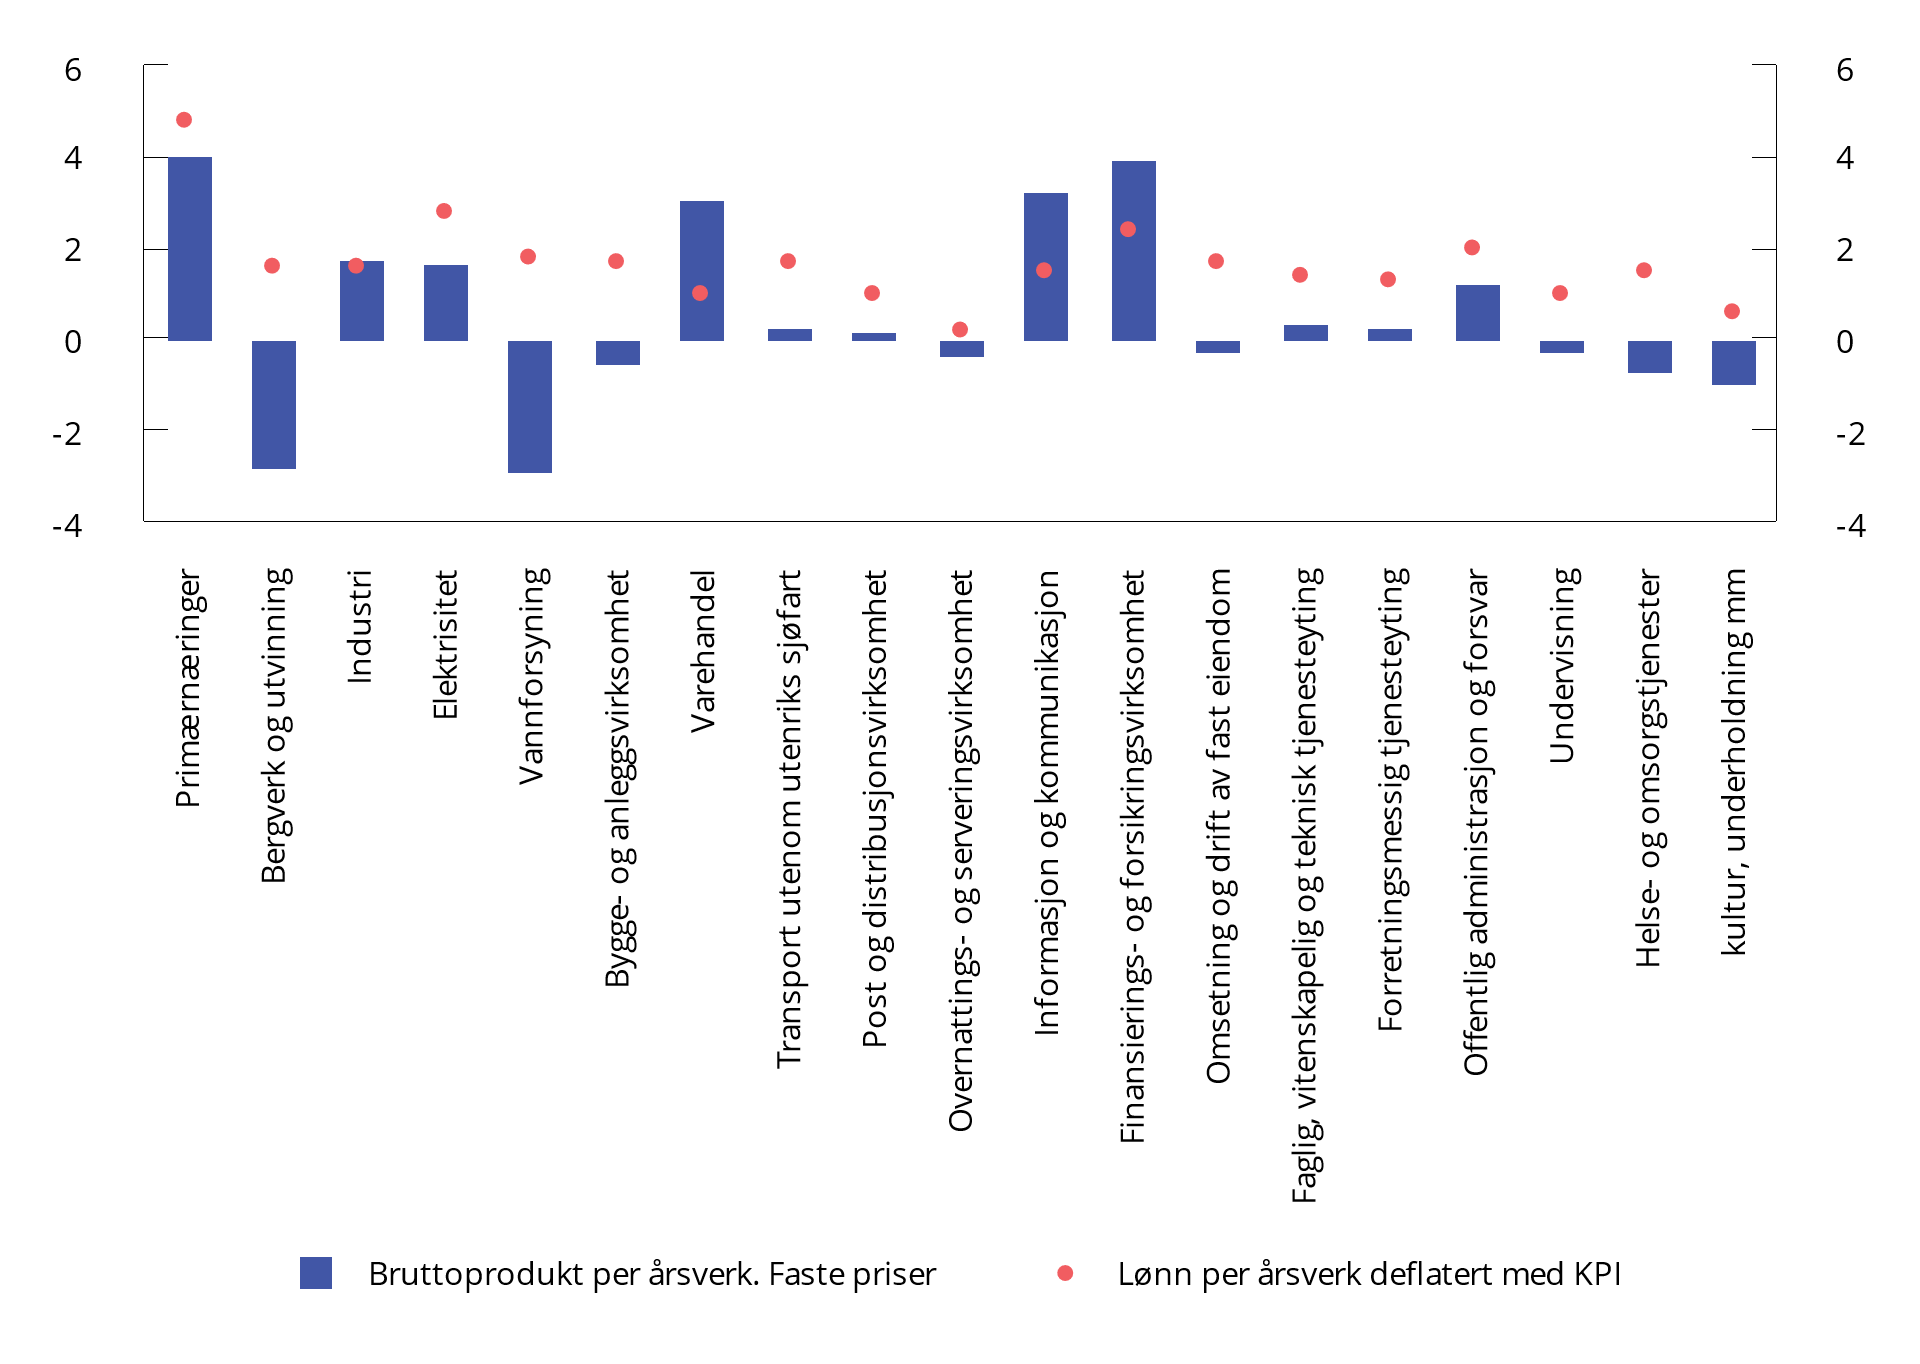 6 6
4 4
2 2
0 0
-2 -2
-4 -4
Primærnæringer
Bergverk og utvinning
Industri
Elektrisitet
Vannforsyning
Bygge- og anleggsvirksomhet
Varehandel
Transport utenom utenriks sjøfart
Post og distribusjonsvirksomhet
Overnattings- og serveringsvirksomhet
Informasjon og kommunikasjon
Finansierings- og forsikringsvirksomhet
Omsetning og drift av fast eiendom
Faglig, vitenskapelig og teknisk tjenesteyting
Forretningsmessig tjenesteyting
Offentlig administrasjon og forsvar
Undervisning
Helse- og omsorgstjenester
kultur, underholdning mm
Bruttoprodukt per årsverk. Faste priser
Lønn per årsverk deflatert med KPI